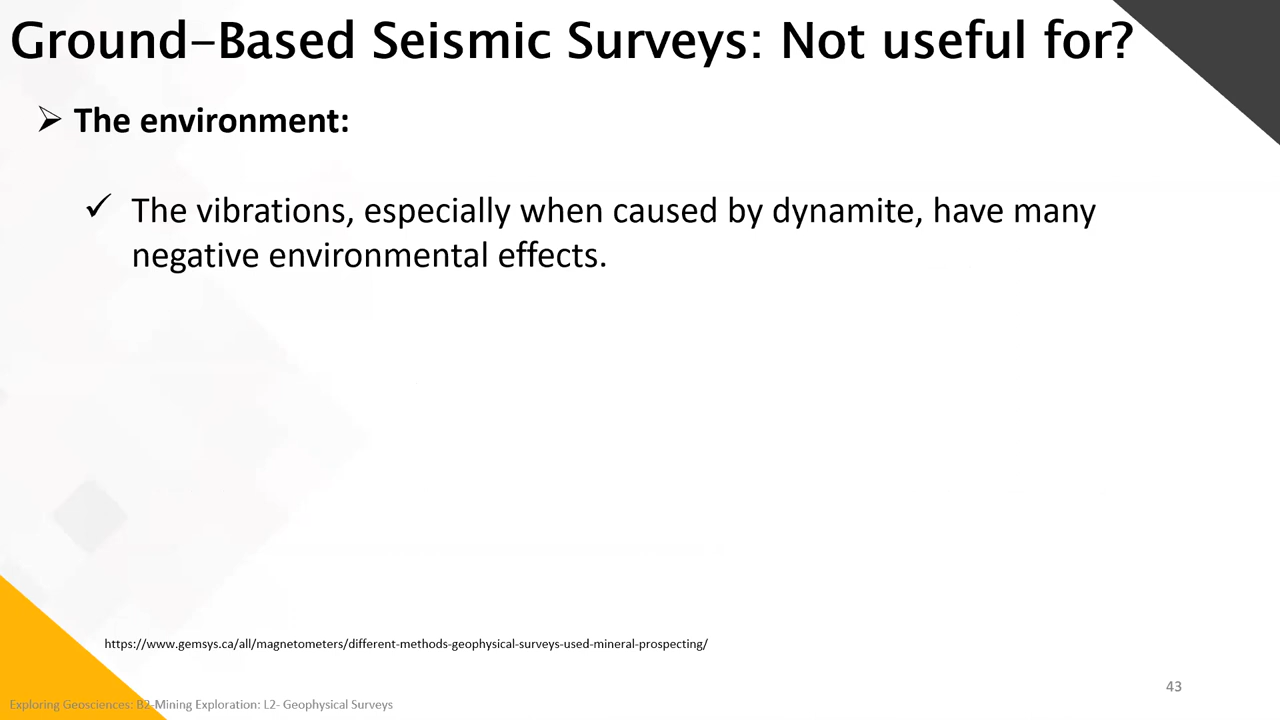 Ground-Based Seismic Surveys: Not useful for?
The environment:
The vibrations, especially when caused by dynamite, have many
negative environmental effects.
https://www.gemsys.ca/all/magnetometers/different-methods-geophysical-surveys-used-mineral-prospecting/
43
Exploring Geosciences: B2-Mining Exploration: L2- Geophysical Surveys